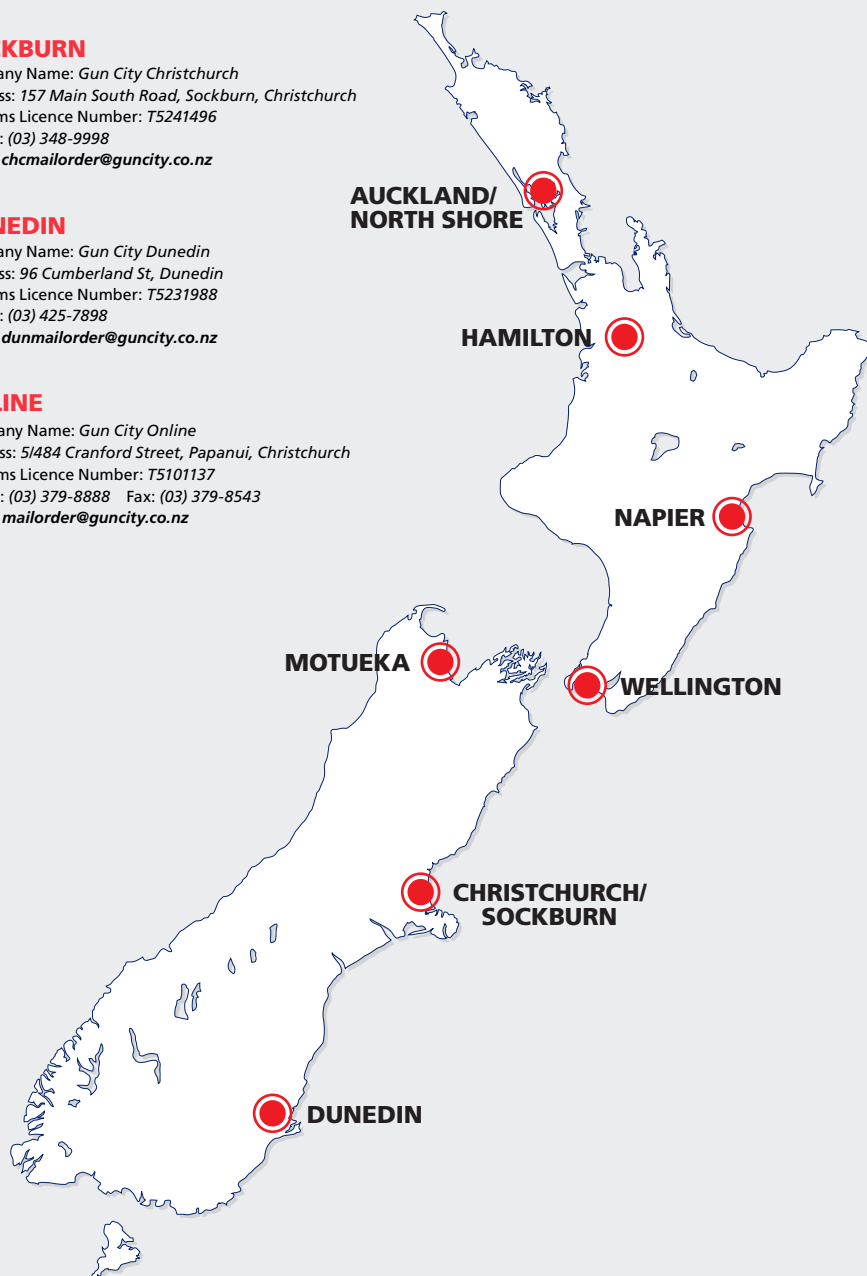 CKBURN
any Name: Gun City Christchurch
ss: 157 Main South Road, Sockburn, Christchurch
ms Licence Number: T5241496
: (03) 348-9998
chcmailorder@guncity.co.nz
NEDIN
any Name: Gun City Dunedin
ss: 96 Cumberland St, Dunedin
ms Licence Number: T5231988
: (03) 425-7898
dunmailorder@guncity.co.nz
LINE
any Name: Gun City Online
ss: 5/484 Cranford Street, Papanui, Christchurch
ms Licence Number: T5101137
: (03) 379-8888 Fax: (03) 379-8543
mailorder@guncity.co.nz
AUCKLAND/
NORTH SHORE
HAMILTON
NAPIER
MOTUEKA
WELLINGTON
CHRISTCHURCH/
SOCKBURN
DUNEDIN